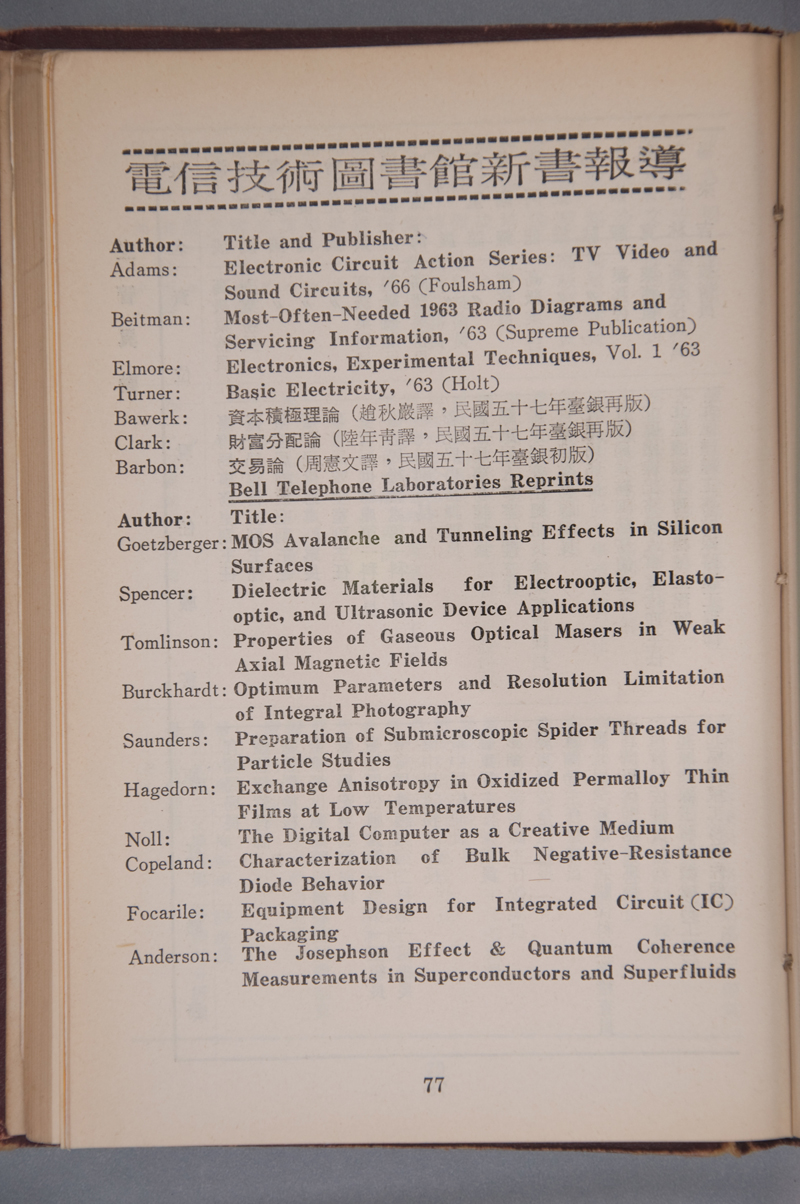 電信技術圖書館新書報導
Author: Title and Publisher:
Adams: Electronic Circuit Action Series: TV Video and
Sound Circuits, '66 (Foulsham)
Beitman: Most-Often-Needed 1963 Radio Diagrams and
Servicing Information, '63 (Supreme Publication)
Elmore: Electronics, Experimental Techniques, Vol. 1 '63
Turner: Basic Electricity, '63 (Holt)
Bawerk: 資本積極理論（趙秋巖譯，民國五十七年臺銀再版）
Clark: 財富分配論（陸年靑譯，民國五十七年臺銀再版）
Barbon: 交易論（周憲文譯，民國五十七年臺銀初版）
Bell Telephone Laboratories Reprints
Author: Title:
Goetzberger: MOS Avalanche and Tunneling Effects in Silicon
Surfaces
Spencer: Dielectric Materials for Electrooptic, Elasto-
optic, and Ultrasonic Device Applications
Tomlinson: Properties of Gaseous Optical Masers in Weak
Axial Magnetic Fields
Burckhardt: Optimum Parameters and Resolution Limitation
of Integral Photography
Saunders: Preparation of Submicroscopic Spider Threads for
Particle Studies
Hagedorn: Exchange Anisotropy in Oxidized Permalloy Thin
Films at Low Temperatures
Noll: The Digital Computer as a Creative Medium
Copeland: Characterization of Bulk Negative-Resistance
Diode Behavior
Focarile: Equipment Design for Integrated Circuit (IC)
Packaging
Anderson: The Josephson Effect & Quantum Coherence
Measurements in Superconductors and Superfluids
77